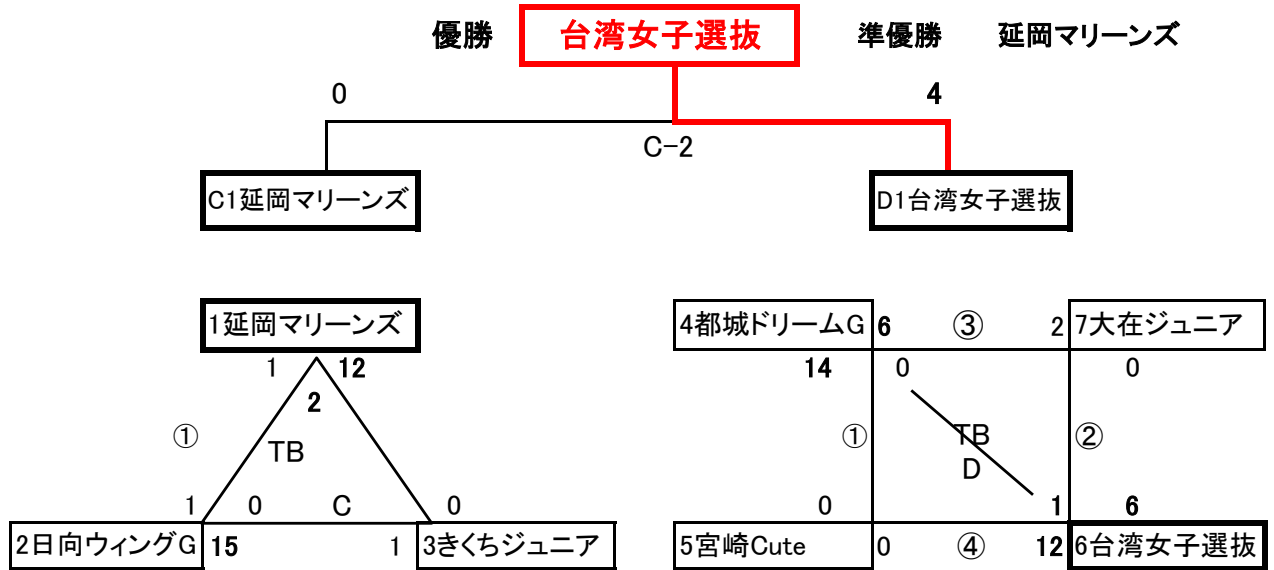 優勝 台湾女子選抜 準優勝 延岡マリーンズ
0 4
C-2
C1延岡マリーンズ D1台湾女子選抜
1延岡マリーンズ 4都城ドリームG 6 ③ 2 7大在ジュニア
1 12 14 0 0
2
① TB ① TB ②
D
1 0 C 0 0 1 6
2日向ウィングG 15 1 3きくちジュニア 5宮崎Cute 0 ④ 12 6台湾女子選抜